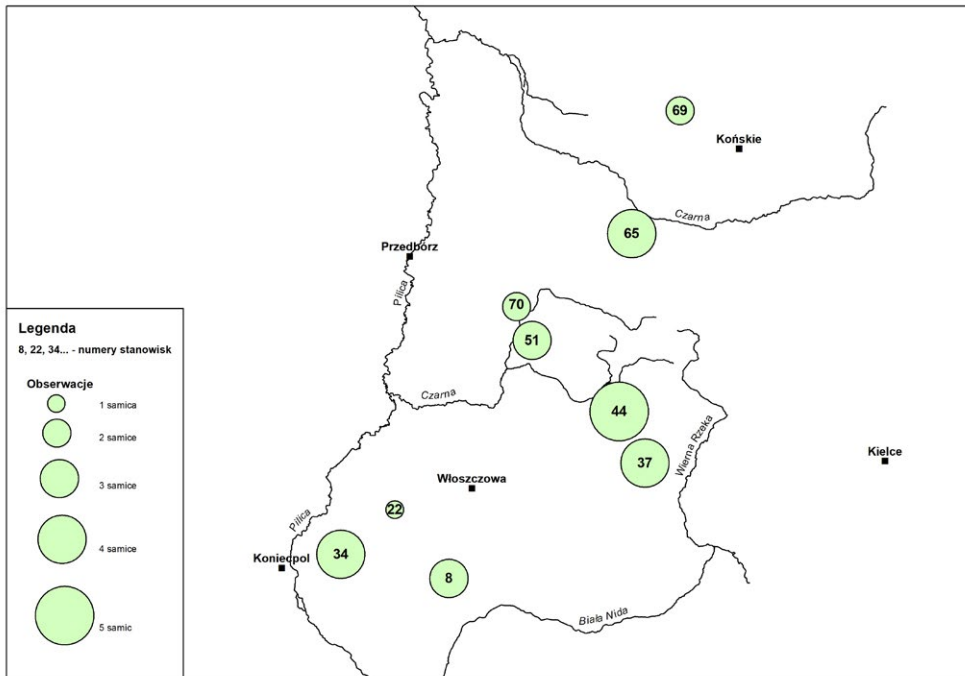 69
Końskie
Czarna
65
Przedbórz
Pilica
70
51
Czarna
44
37
Wierna Rzeka
Kielce
Włoszczowa
22
Pilica
Koniecpol
34
8
Biała Nida
Legenda
8, 22, 34... - numery stanowisk
Obserwacje
1 samica
2 samice
3 samice
4 samice
5 samic